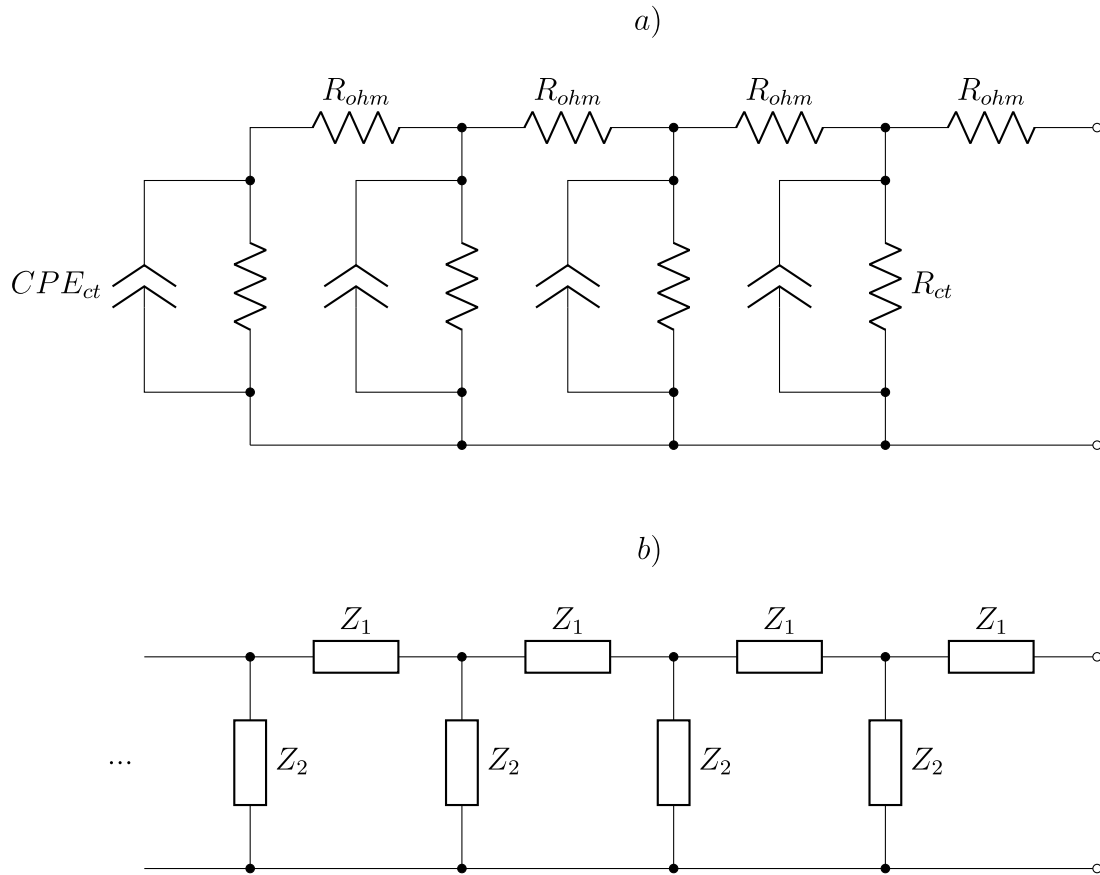 a)
R_ohm R_ohm R_ohm R_ohm
CPE_ct R_ct
b)
Z_1 Z_1 Z_1 Z_1
... Z_2 Z_2 Z_2 Z_2